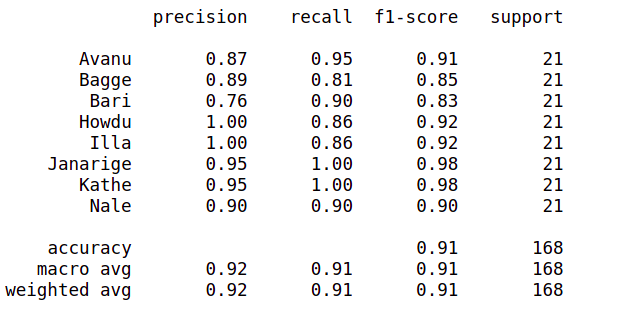 precision recall f1-score support
Avanu 0.87 0.95 0.91 21
Bagge 0.89 0.81 0.85 21
Bari 0.76 0.90 0.83 21
Howdu 1.00 0.86 0.92 21
Illa 1.00 0.86 0.92 21
Janarige 0.95 1.00 0.98 21
Kathe 0.95 1.00 0.98 21
Nale 0.90 0.90 0.90 21
accuracy 0.91 168
macro avg 0.92 0.91 0.91 168
weighted avg 0.92 0.91 0.91 168